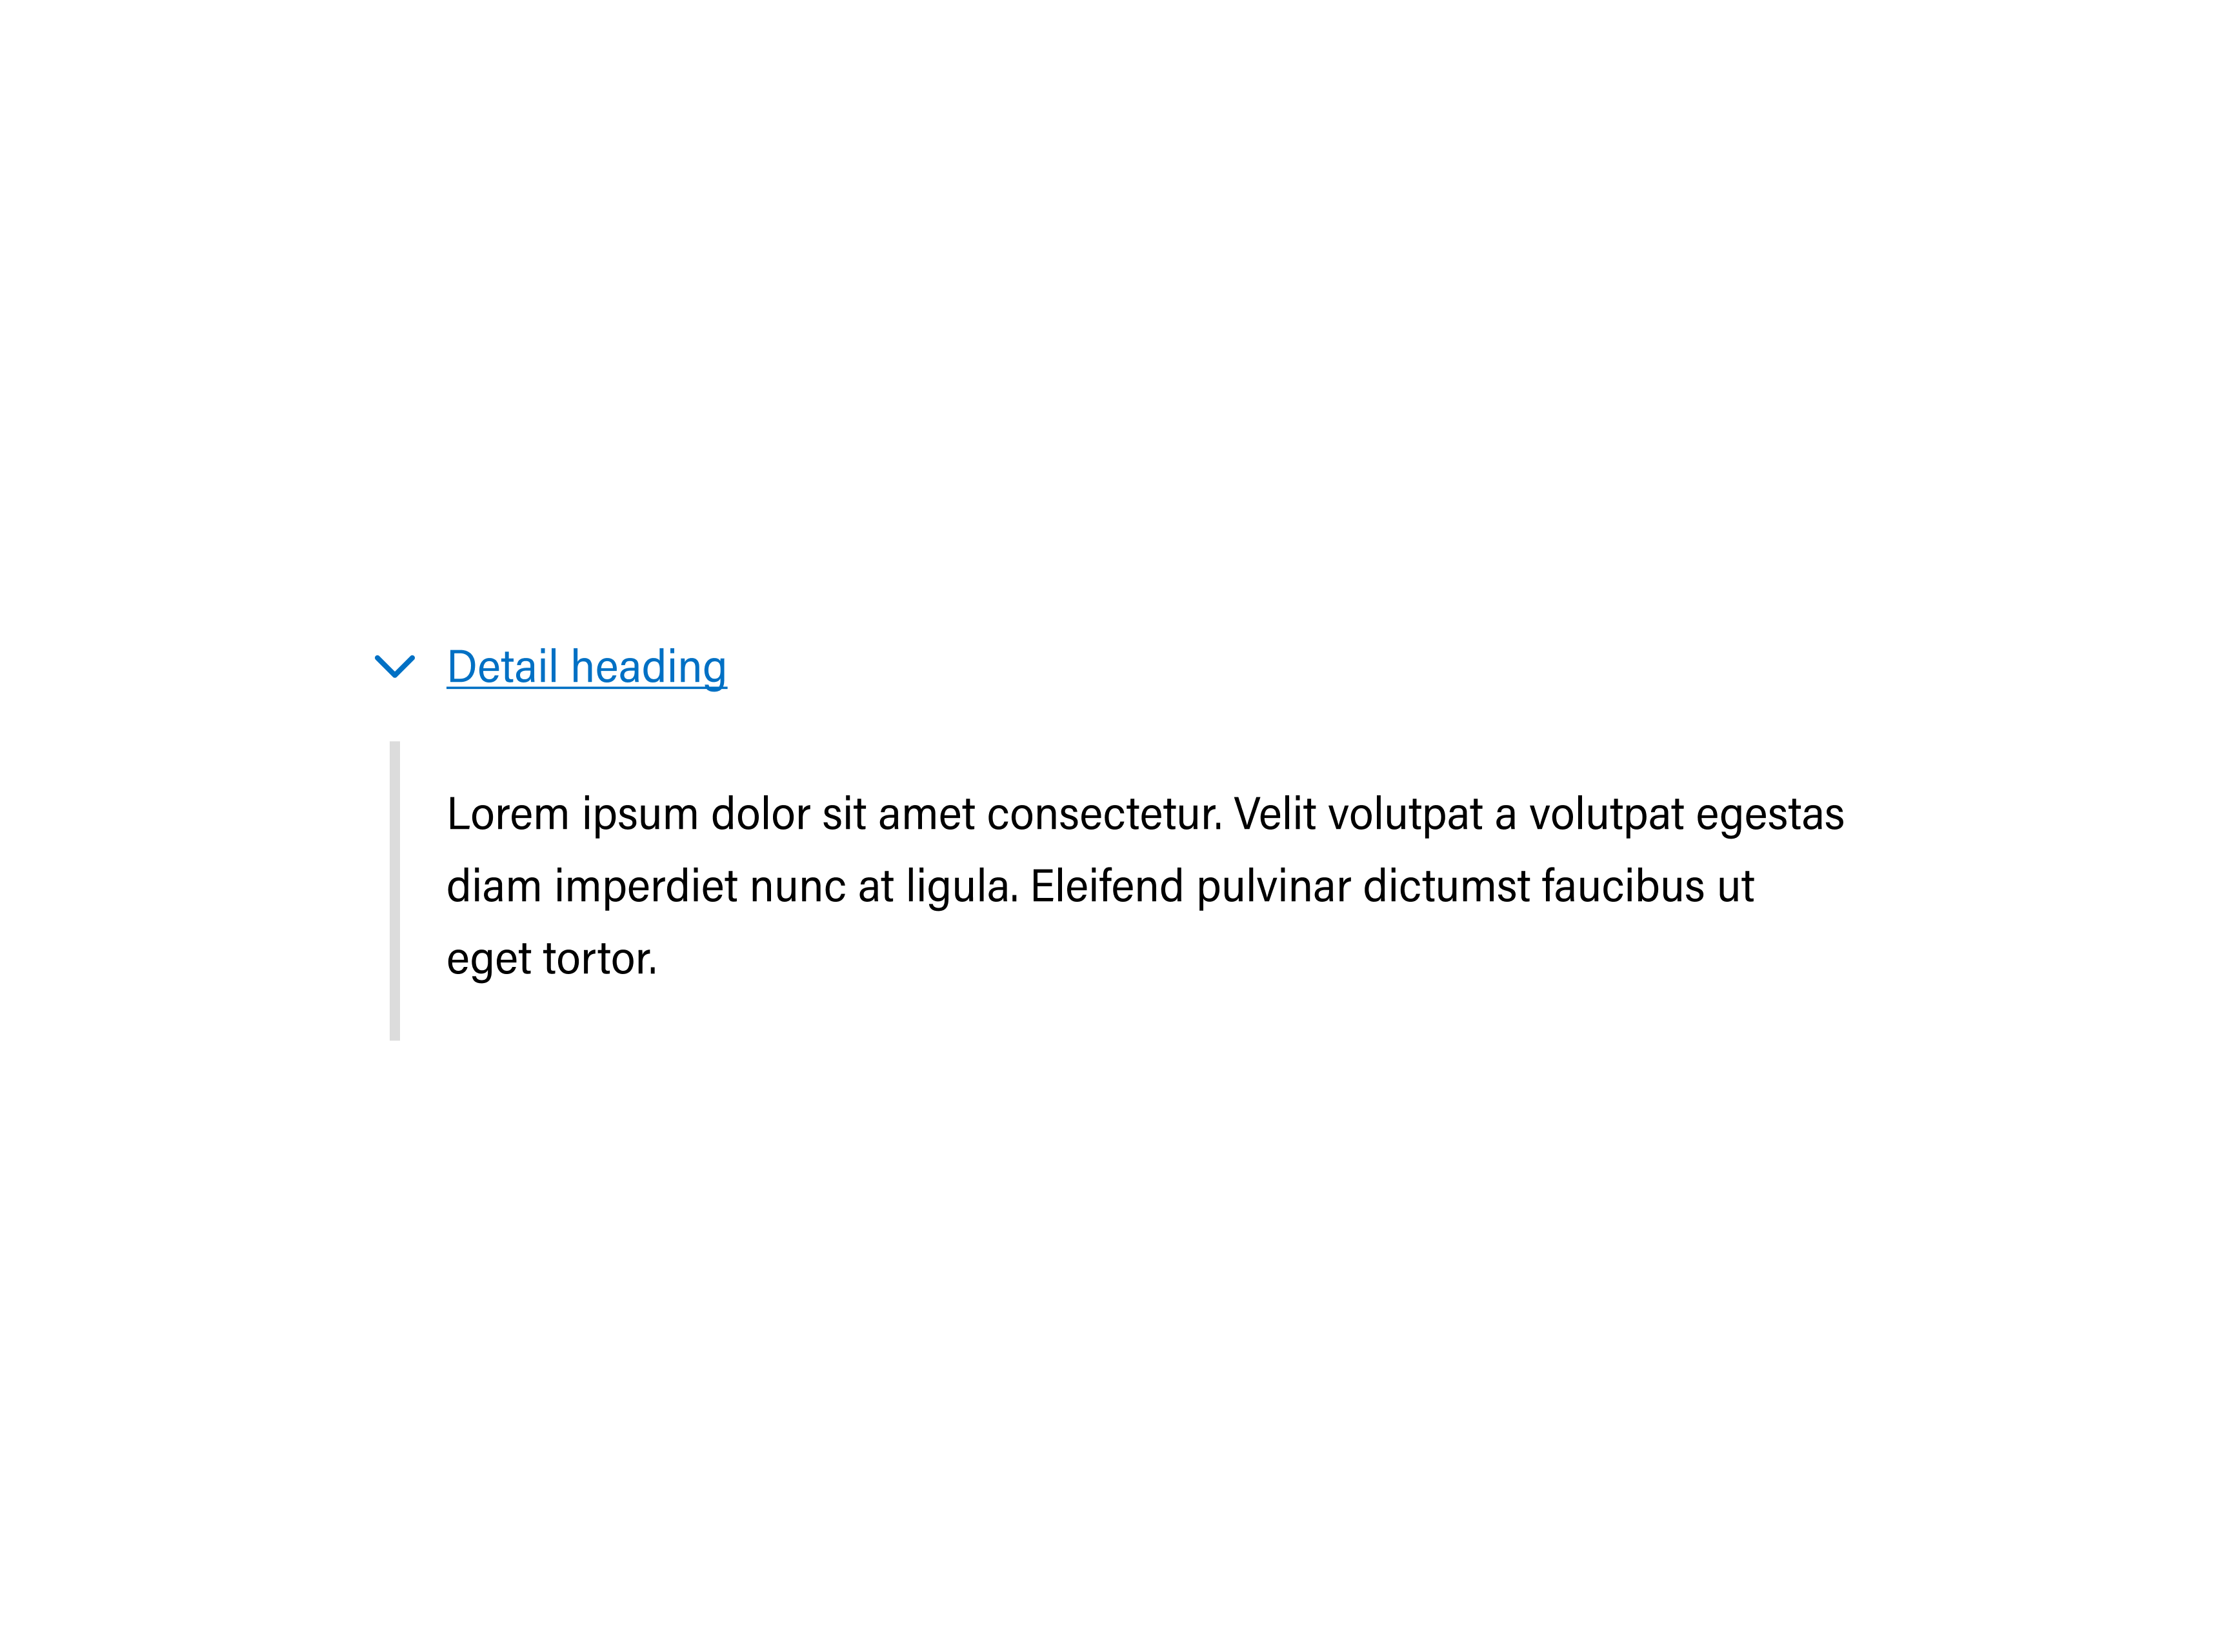 Detail heading
Lorem ipsum dolor sit amet consectetur. Velit volutpat a volutpat egestas
diam imperdiet nunc at ligula. Eleifend pulvinar dictumst faucibus ut
eget tortor.